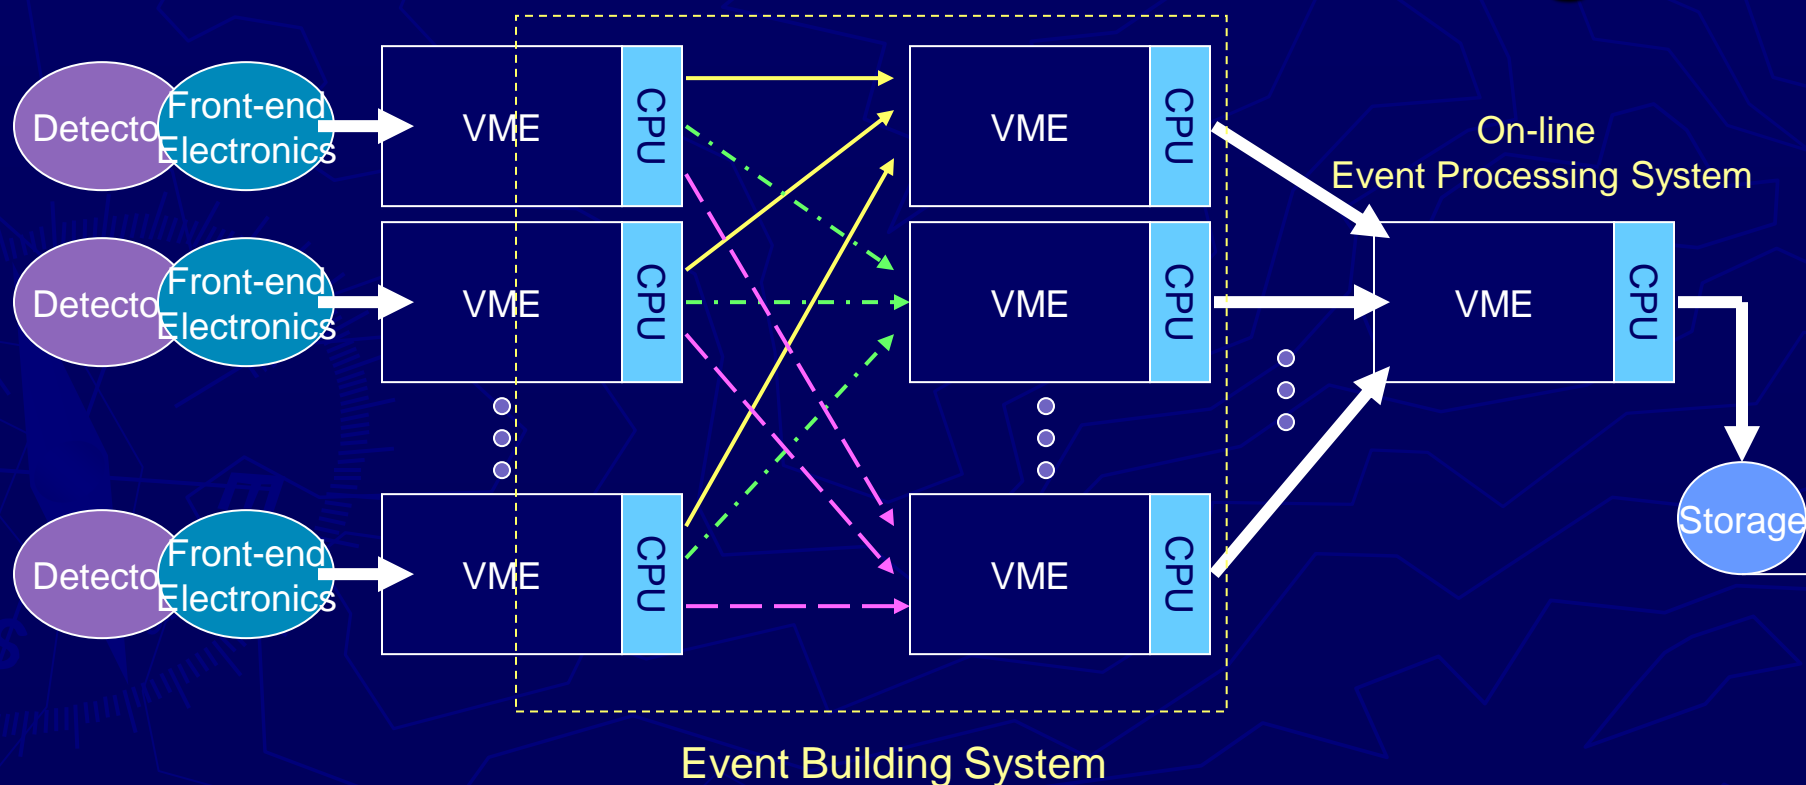 Detecto
Front-end
Electronics
VME
CPU
VME
CPU
On-line
Event Processing System
Detecto
Front-end
Electronics
VME
CPU
VME
CPU
VME
CPU
Detecto
Front-end
Electronics
VME
CPU
VME
CPU
Storage
Event Building System